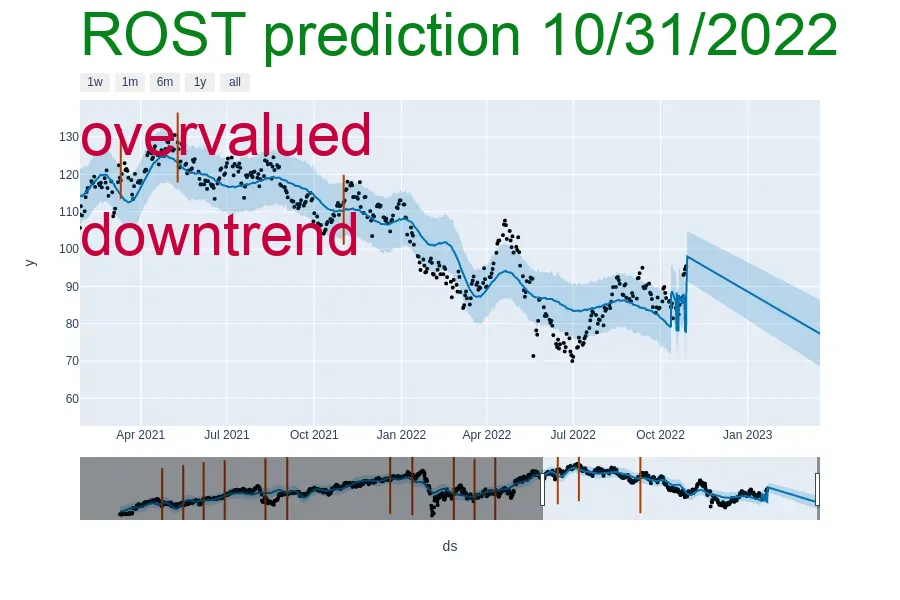 ROST prediction 10/31/2022
1w 1m 6m 1y all
overvalued
downtrend
130
120
110
100
90
80
70
60
y
Apr 2021 Jul 2021 Oct 2021 Jan 2022 Apr 2022 Jul 2022 Oct 2022 Jan 2023
ds